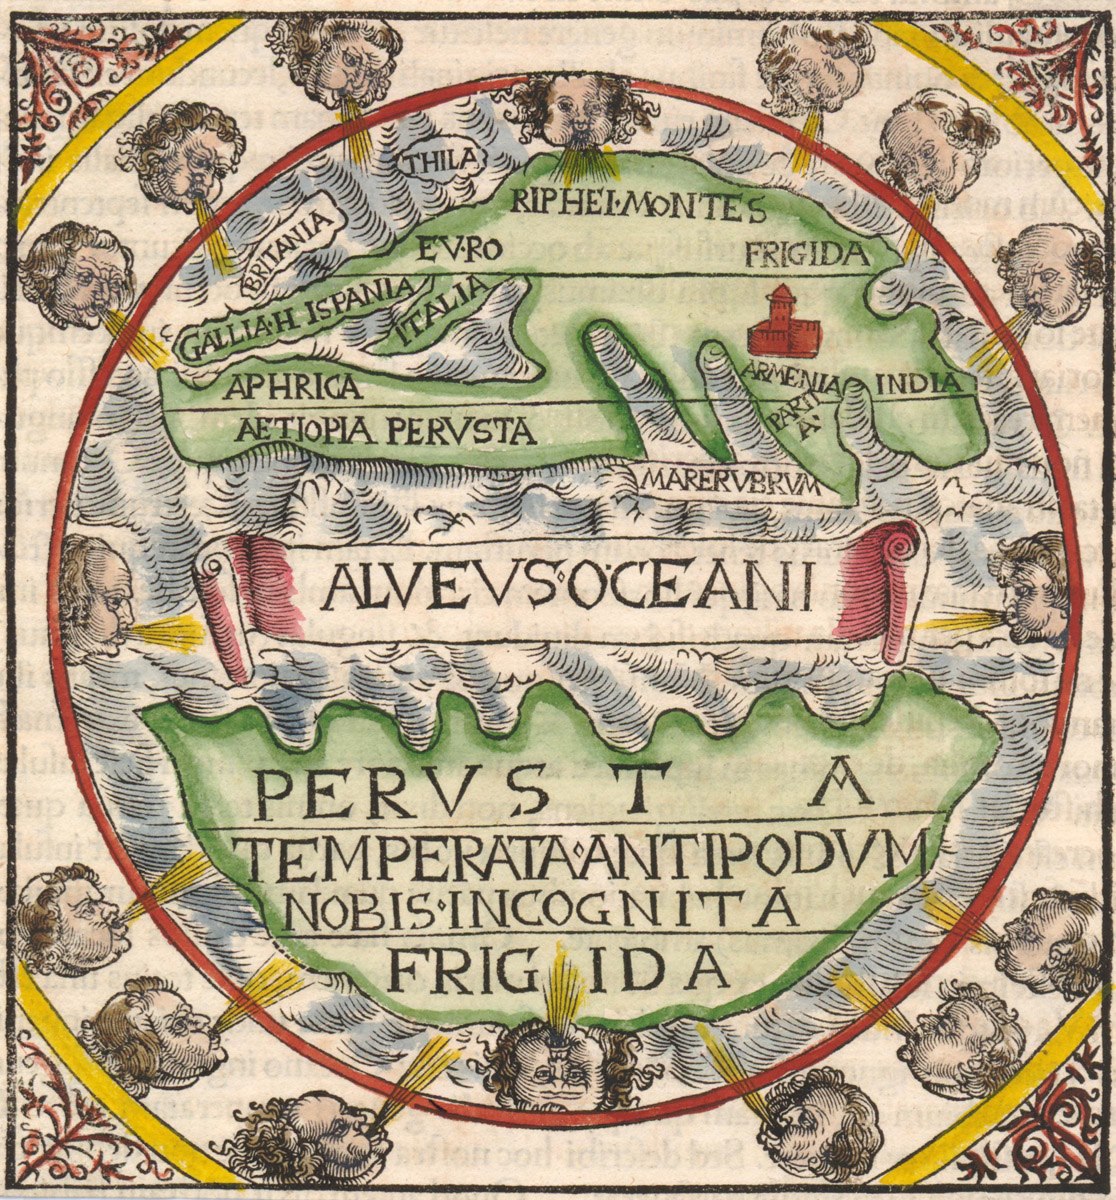 THILA
RIPHEI·MONTES
BRITANIA
EVRO
FRIGIDA
GALLIA·H ISPANIA
ITALIA
APHRICA
ARMENIA
INDIA
PARTIA
AETIOPIA PERVSTA
MARERVBRVM
ALVEVS·OCEANI
PERVSTA
TEMPERATA·ANTIPODVM
NOBIS·INCOGNITA
FRIGIDA